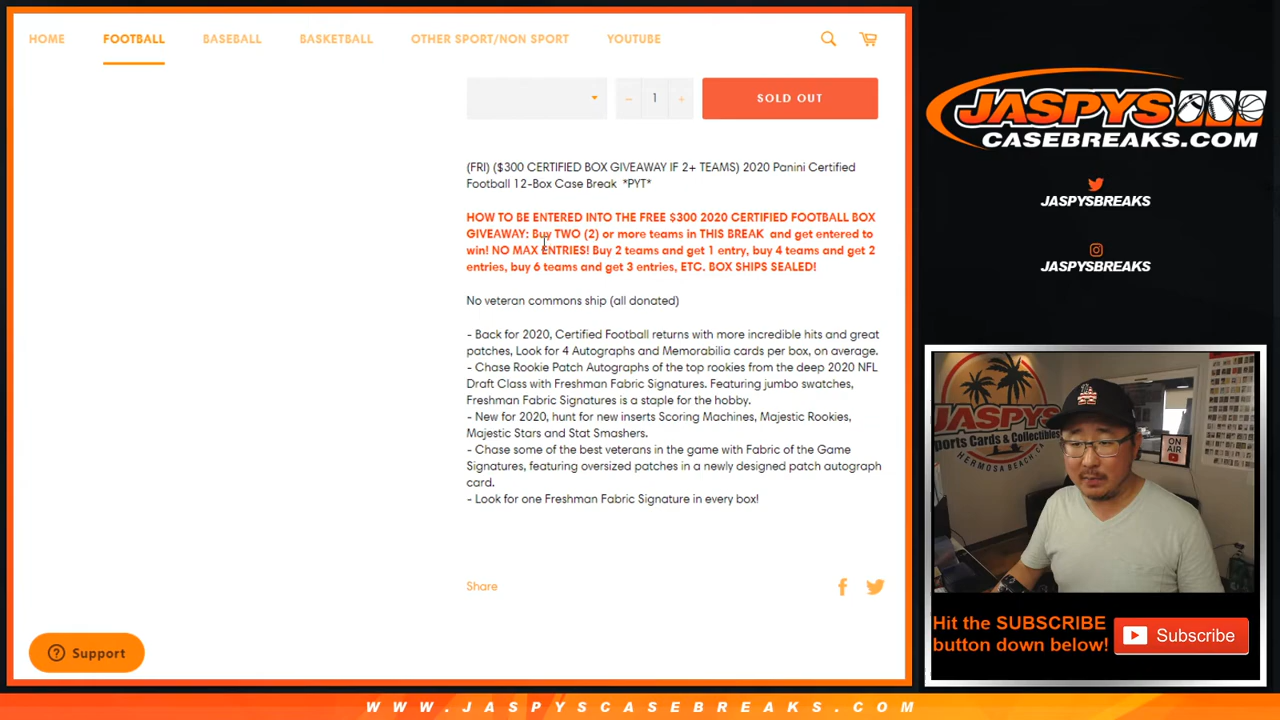 HOME FOOTBALL BASEBALL BASKETBALL OTHER SPORT/NON SPORT YOUTUBE
1
SOLD OUT
(FRI) ($300 CERTIFIED BOX GIVEAWAY IF 2+ TEAMS) 2020 Panini Certified
Football 12-Box Case Break *PYT*
HOW TO BE ENTERED INTO THE FREE $300 2020 CERTIFIED FOOTBALL BOX
GIVEAWAY: Buy TWO (2) or more teams in THIS BREAK and get entered to
win! NO MAX ENTRIES! Buy 2 teams and get 1 entry, buy 4 teams and get 2
entries, buy 6 teams and get 3 entries, ETC. BOX SHIPS SEALED!
No veteran commons ship (all donated)
- Back for 2020, Certified Football returns with more incredible hits and great
patches, Look for 4 Autographs and Memorabilia cards per box, on average.
- Chase Rookie Patch Autographs of the top rookies from the deep 2020 NFL
Draft Class with Freshman Fabric Signatures. Featuring jumbo swatches,
Freshman Fabric Signatures is a staple for the hobby.
- New for 2020, hunt for new inserts Scoring Machines, Majestic Rookies,
Majestic Stars and Stat Smashers.
- Chase some of the best veterans in the game with Fabric of the Game
Signatures, featuring oversized patches in a newly designed patch autograph
card.
- Look for one Freshman Fabric Signature in every box!
Share
Support
JASPYS
CASEBREAKS.COM
JASPYSBREAKS
JASPYSBREAKS
JASPYS
Sports Cards & Collectibles
HERMOSA BEACH, CA
ON
AIR
Hit the SUBSCRIBE
button down below!
Subscribe
WWW.JASPYSCASEBREAKS.COM